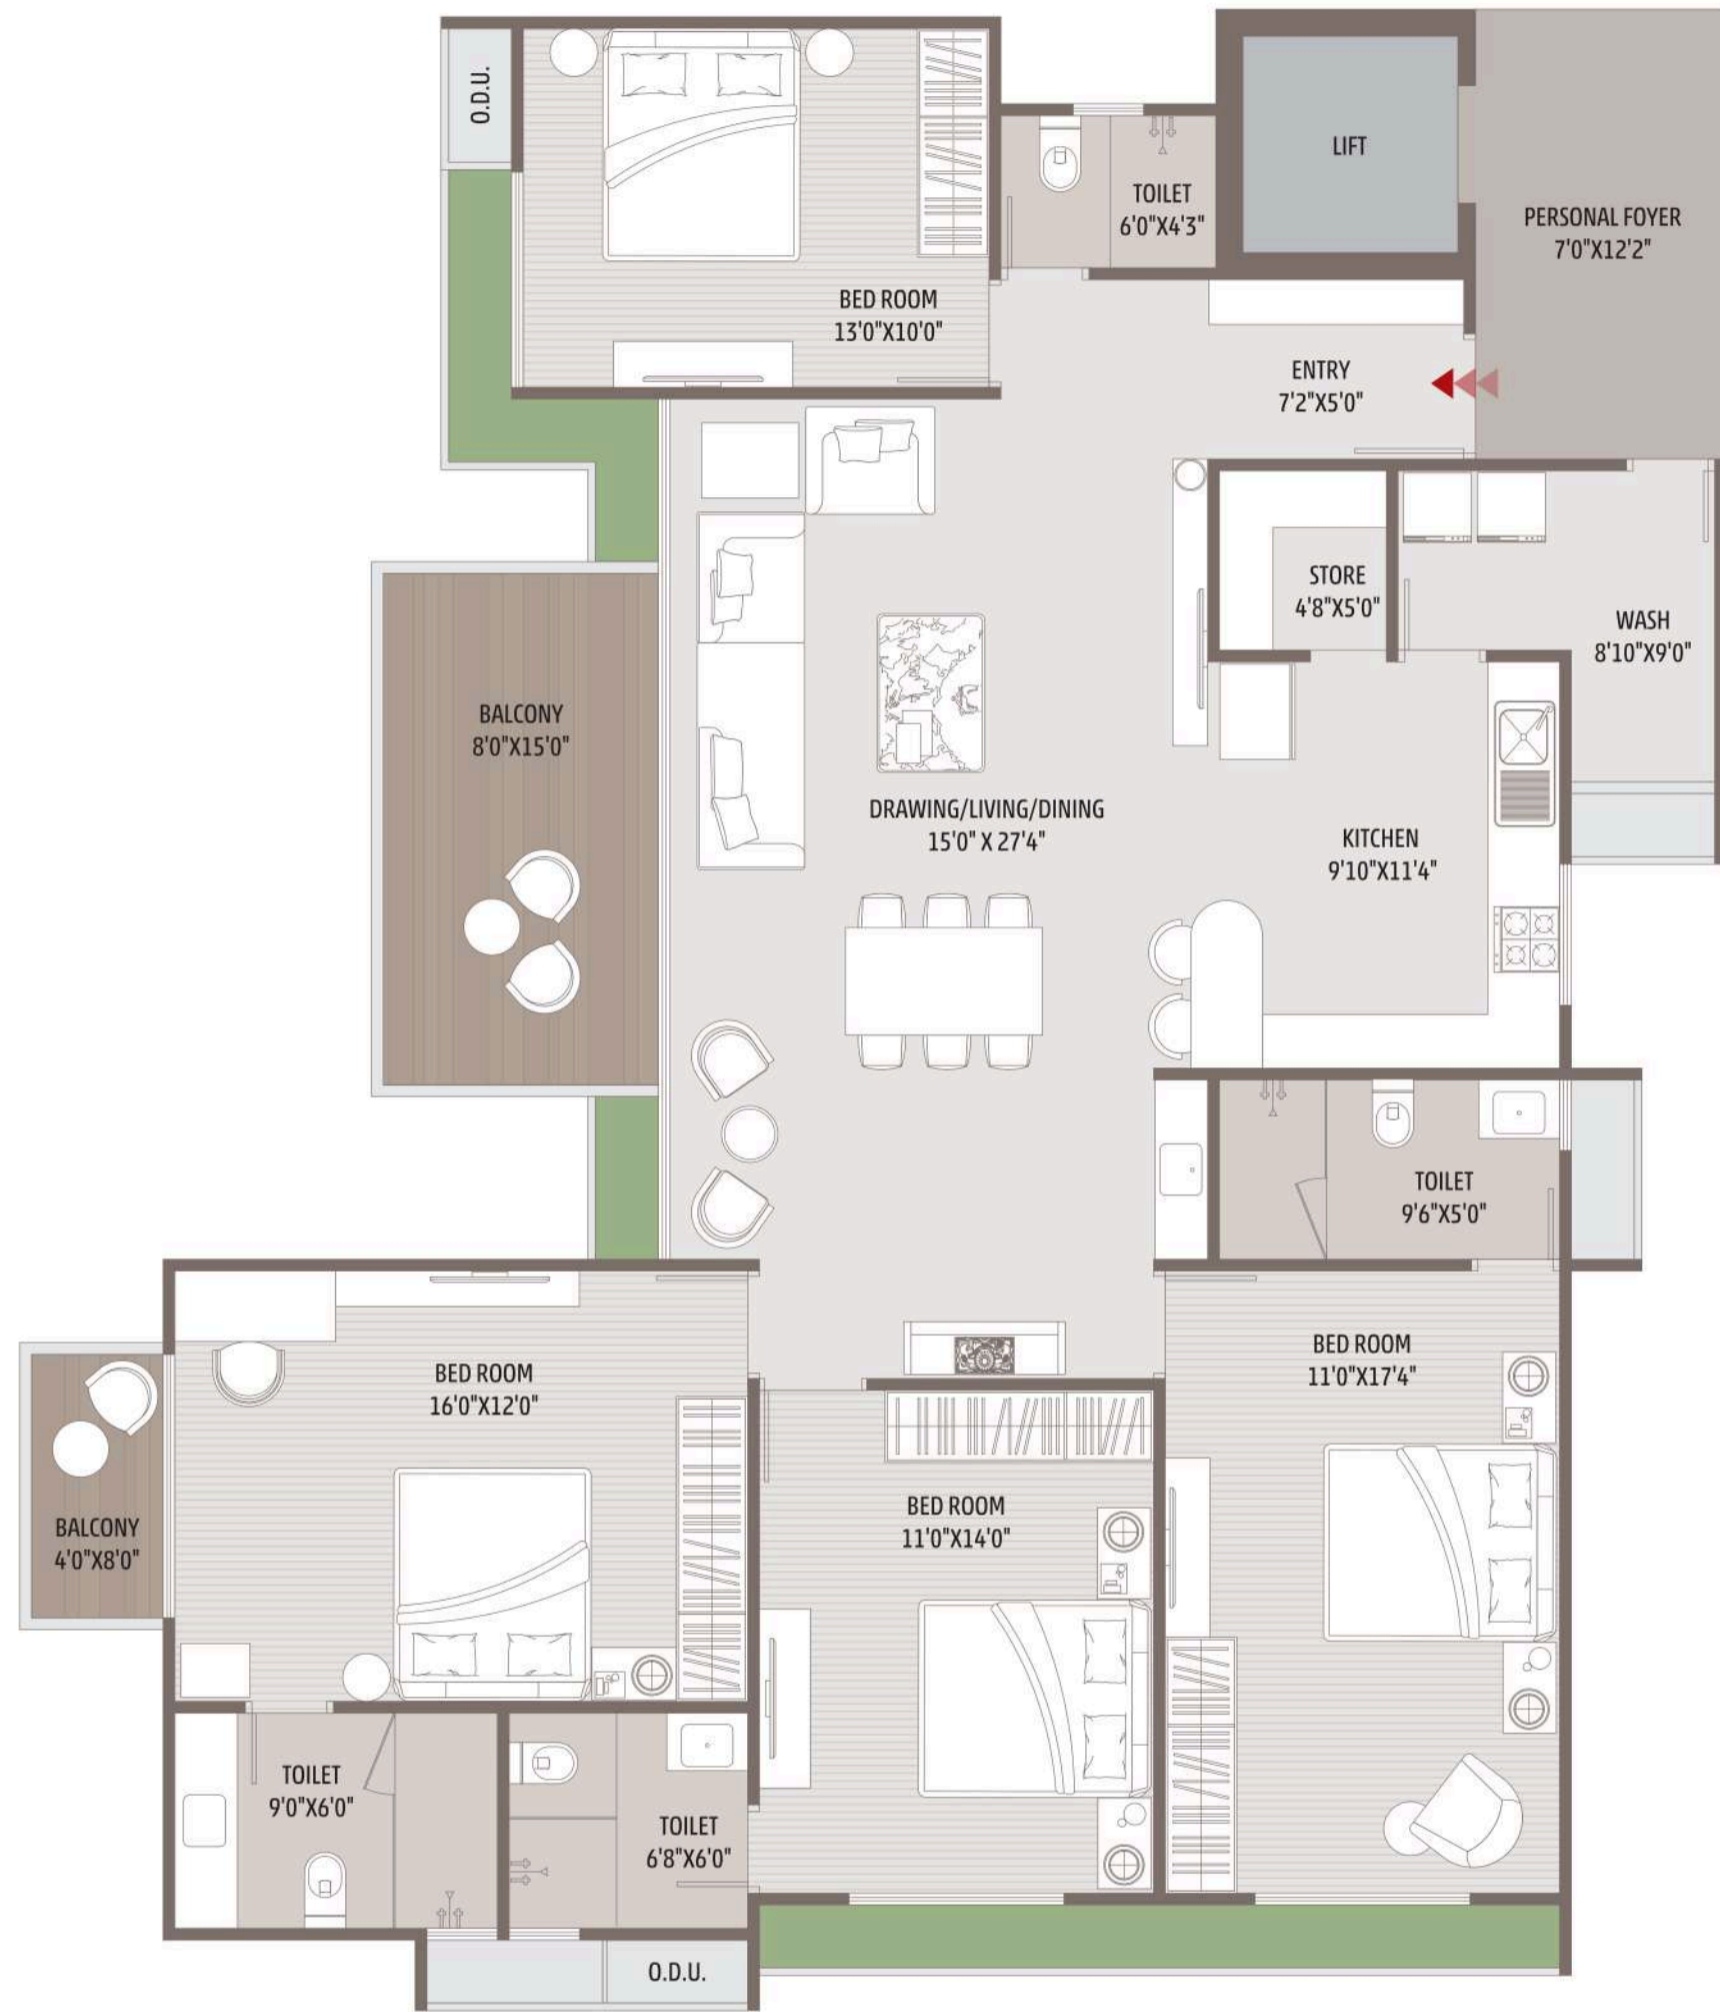 O.D.U.
LIFT
TOILET
6'0"X4'3"
PERSONAL FOYER
7'0"X12'2"
BED ROOM
13'0"X10'0"
ENTRY
7'2"X5'0"
STORE
4'8"X5'0"
WASH
8'10"X9'0"
BALCONY
8'0"X15'0"
DRAWING/LIVING/DINING
15'0" X 27'4"
KITCHEN
9'10"X11'4"
TOILET
9'6"X5'0"
BED ROOM
16'0"X12'0"
BED ROOM
11'0"X17'4"
BALCONY
4'0"X8'0"
BED ROOM
11'0"X14'0"
TOILET
9'0"X6'0"
TOILET
6'8"X6'0"
O.D.U.